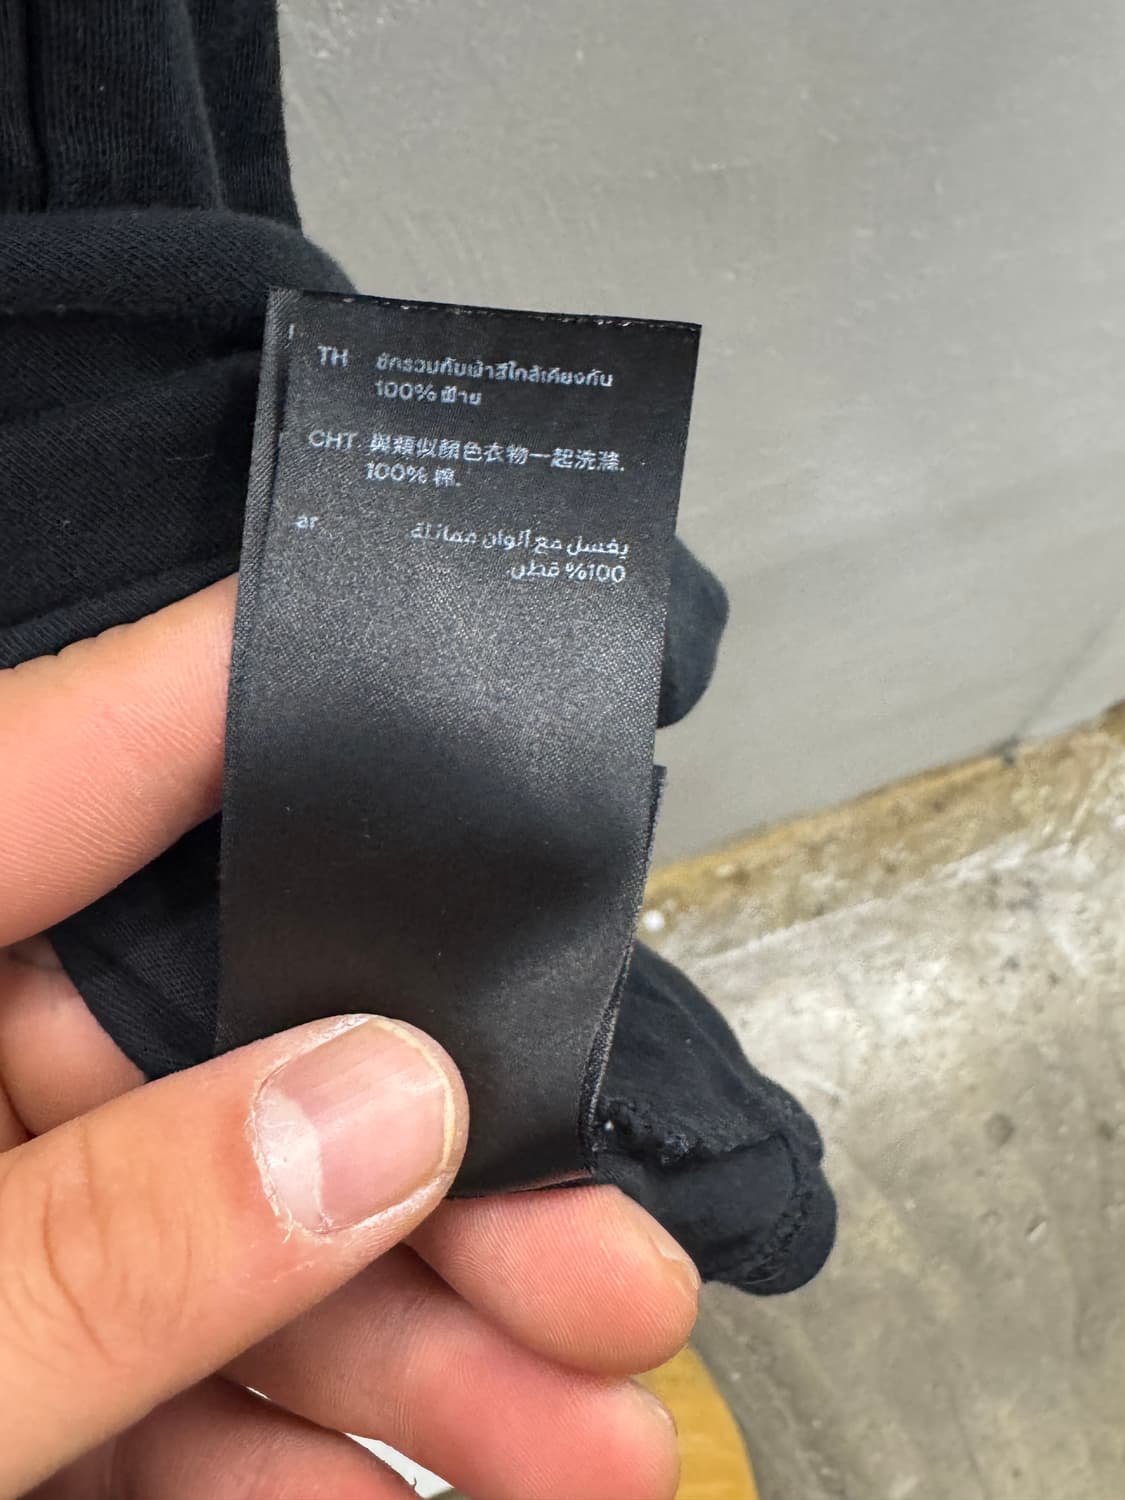 TH ซักรวมกับผ้าสีใกล้เคียงกัน
100% ฝ้าย
CHT. 與類似顏色衣物一起洗滌.
100% 棉.
ar يغسل مع ألوان مماثلة
100% قطن.